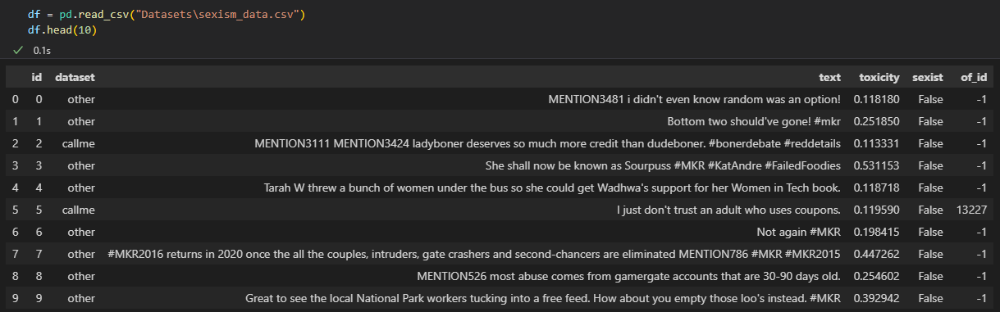 df = pd.read_csv("Datasets\sexism_data.csv")
df.head(10)
✓ 0.1s
id dataset text toxicity sexist of_id
0 0 other MENTION3481 i didn't even know random was an option! 0.118180 False -1
1 1 other Bottom two should've gone! #mkr 0.251850 False -1
2 2 callme MENTION3111 MENTION3424 ladyboner deserves so much more credit than dudeboner. #bonerdebate #reddetails 0.113331 False -1
3 3 other She shall now be known as Sourpuss #MKR #KatAndre #FailedFoodies 0.531153 False -1
4 4 other Tarah W threw a bunch of women under the bus so she could get Wadhwa's support for her Women in Tech book. 0.118718 False -1
5 5 callme I just don't trust an adult who uses coupons. 0.119590 False 13227
6 6 other Not again #MKR 0.198415 False -1
7 7 other #MKR2016 returns in 2020 once the all the couples, intruders, gate crashers and second-chancers are eliminated MENTION786 #MKR #MKR2015 0.447262 False -1
8 8 other MENTION526 most abuse comes from gamergate accounts that are 30-90 days old. 0.254602 False -1
9 9 other Great to see the local National Park workers tucking into a free feed. How about you empty those loo's instead. #MKR 0.392942 False -1